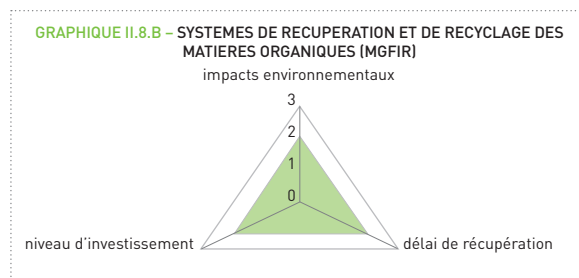 GRAPHIQUE II.8.B – SYSTEMES DE RECUPERATION ET DE RECYCLAGE DES
MATIERES ORGANIQUES (MGFIR)
impacts environnementaux
3
2
1
0
niveau d'investissement
délai de récupération